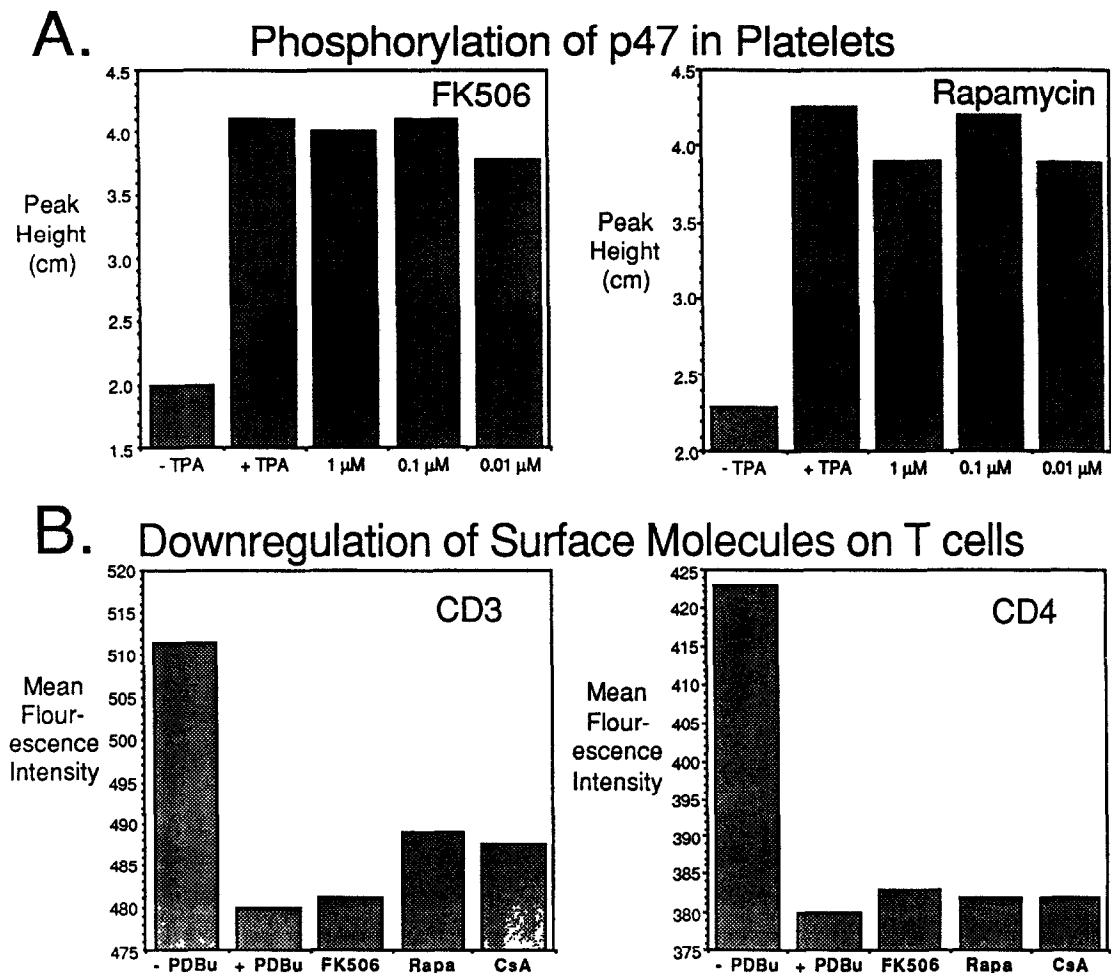 A. Phosphorylation of p47 in Platelets
FK506
4.5
4.0
3.5
3.0
2.5
2.0
1.5
Peak
Height
(cm)
- TPA + TPA 1 µM 0.1 µM 0.01 µM
Rapamycin
4.5
4.0
3.5
3.0
2.5
2.0
Peak
Height
(cm)
- TPA + TPA 1 µM 0.1 µM 0.01 µM
B. Downregulation of Surface Molecules on T cells
CD3
520
515
510
505
500
495
490
485
480
475
Mean
Flour-
escence
Intensity
- PDBu + PDBu FK506 Rapa CsA
CD4
425
420
415
410
405
400
395
390
385
380
375
Mean
Flour-
escence
Intensity
- PDBu + PDBu FK506 Rapa CsA